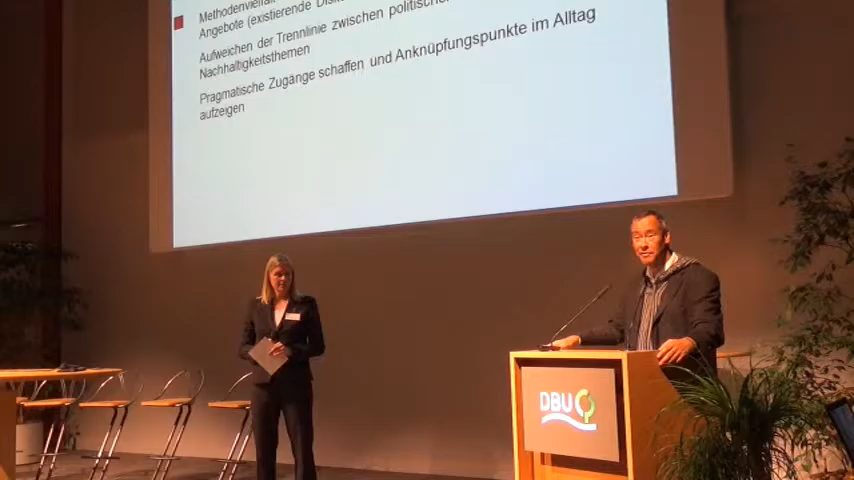 Methodenvielfalt
Angebote (existierende
Aufweichen der Trennlinie zwischen politischen
Nachhaltigkeitsthemen
Pragmatische Zugänge schaffen und Anknüpfungspunkte im Alltag
aufzeigen
DBU